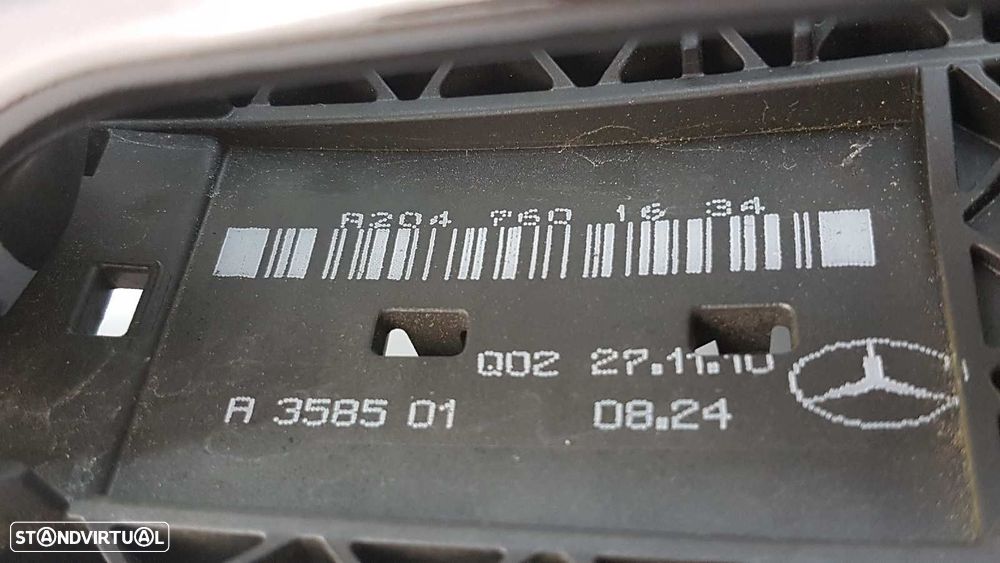 A204 760 16 34
Q02 27.11.10
A 3585 01
08.24
STANDVIRTUAL